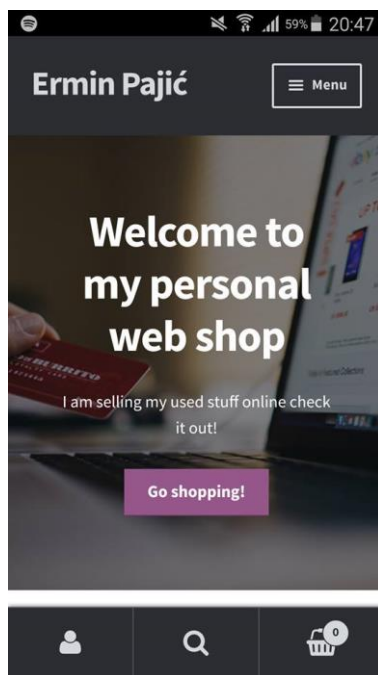 59% 20:47
Ermin Pajić
Menu
Welcome to
my personal
web shop
BURRITO
I am selling my used stuff online check
it out!
Go shopping!
0